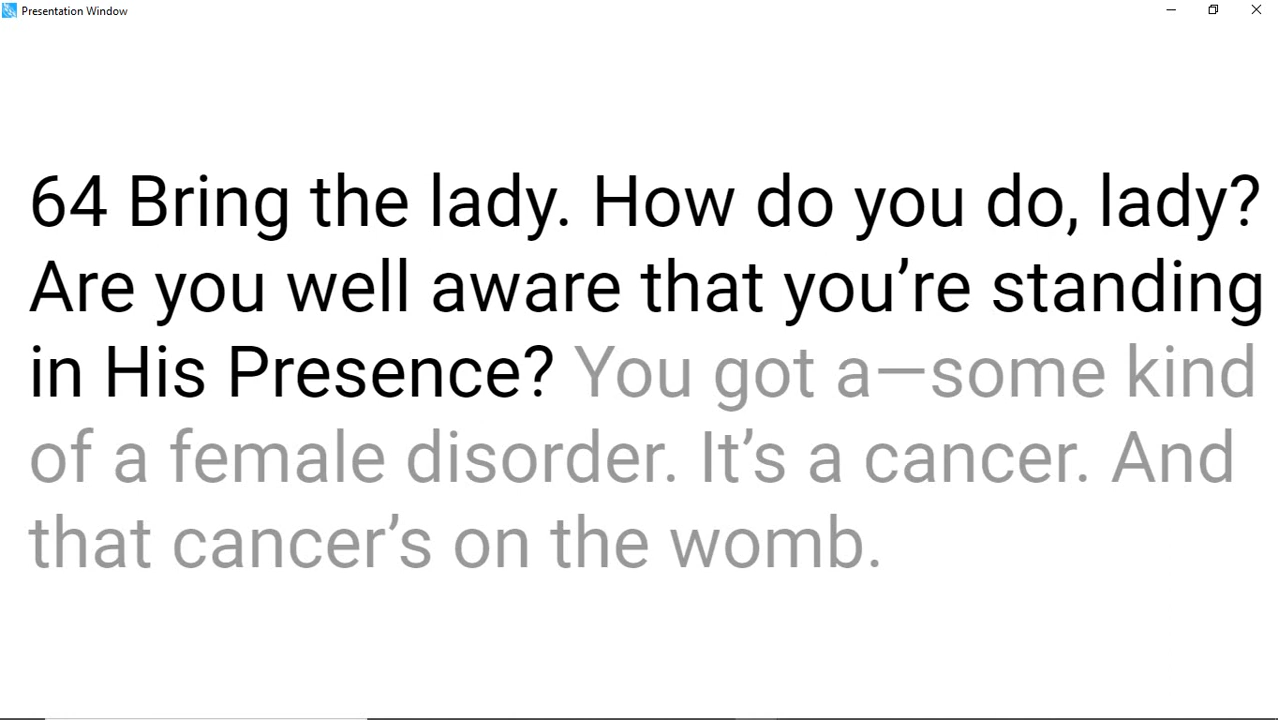 Presentation Window
64 Bring the lady. How do you do, lady?
Are you well aware that you’re standing
in His Presence? You got a—some kind
of a female disorder. It’s a cancer. And
that cancer’s on the womb.